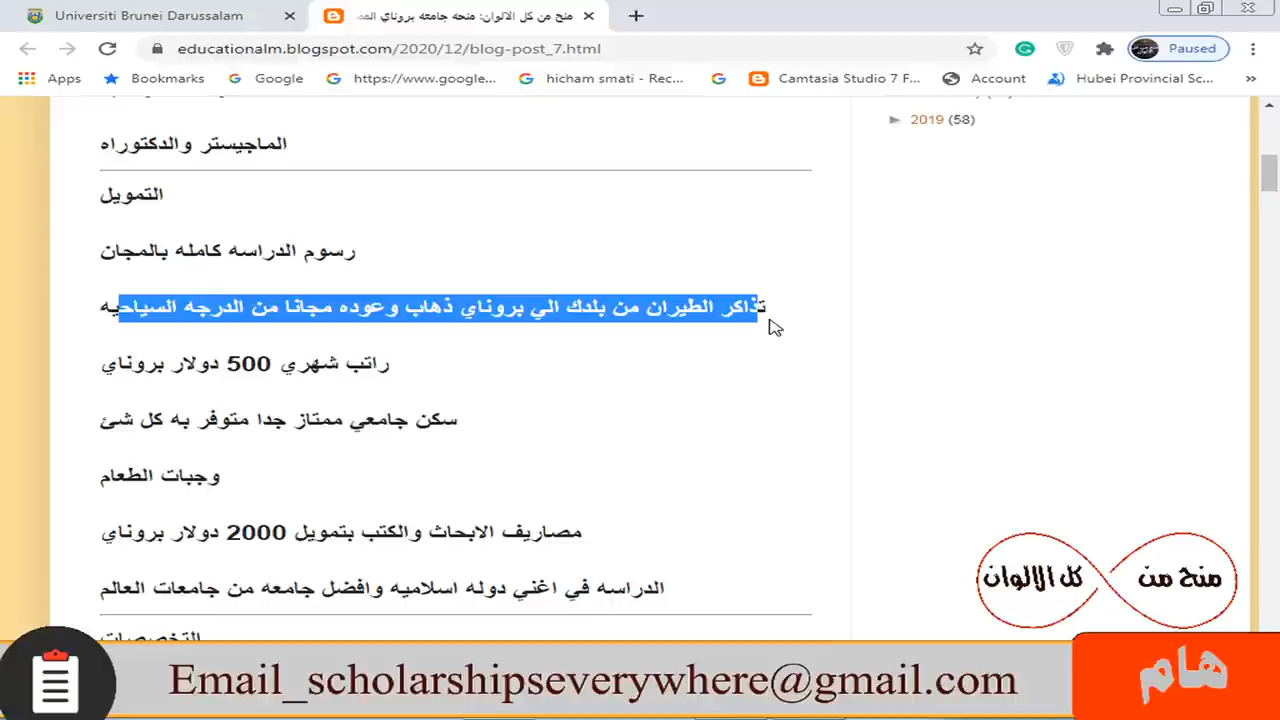 Universiti Brunei Darussalam
منح من كل الالوان: منحه جامعه بروناي المم
educationalm.blogspot.com/2020/12/blog-post_7.html
Paused
Apps
Bookmarks
Google
https://www.google...
hicham smati - Rec...
Camtasia Studio 7 F...
Account
Hubei Provincial Sc...
»
2019 (58)
الماجيستر والدكتوراه
التمويل
رسوم الدراسه كامله بالمجان
تذاكر الطيران من بلدك الي بروناي ذهاب وعوده مجانا من الدرجه السياحيه
راتب شهري 500 دولار بروناي
سكن جامعي ممتاز جدا متوفر به كل شئ
وجبات الطعام
مصاريف الابحاث والكتب بتمويل 2000 دولار بروناي
الدراسه في اغني دوله اسلاميه وافضل جامعه من جامعات العالم
التخصصات
منح من كل الالوان
Email_scholarshipseverywhere@gmail.com
هام